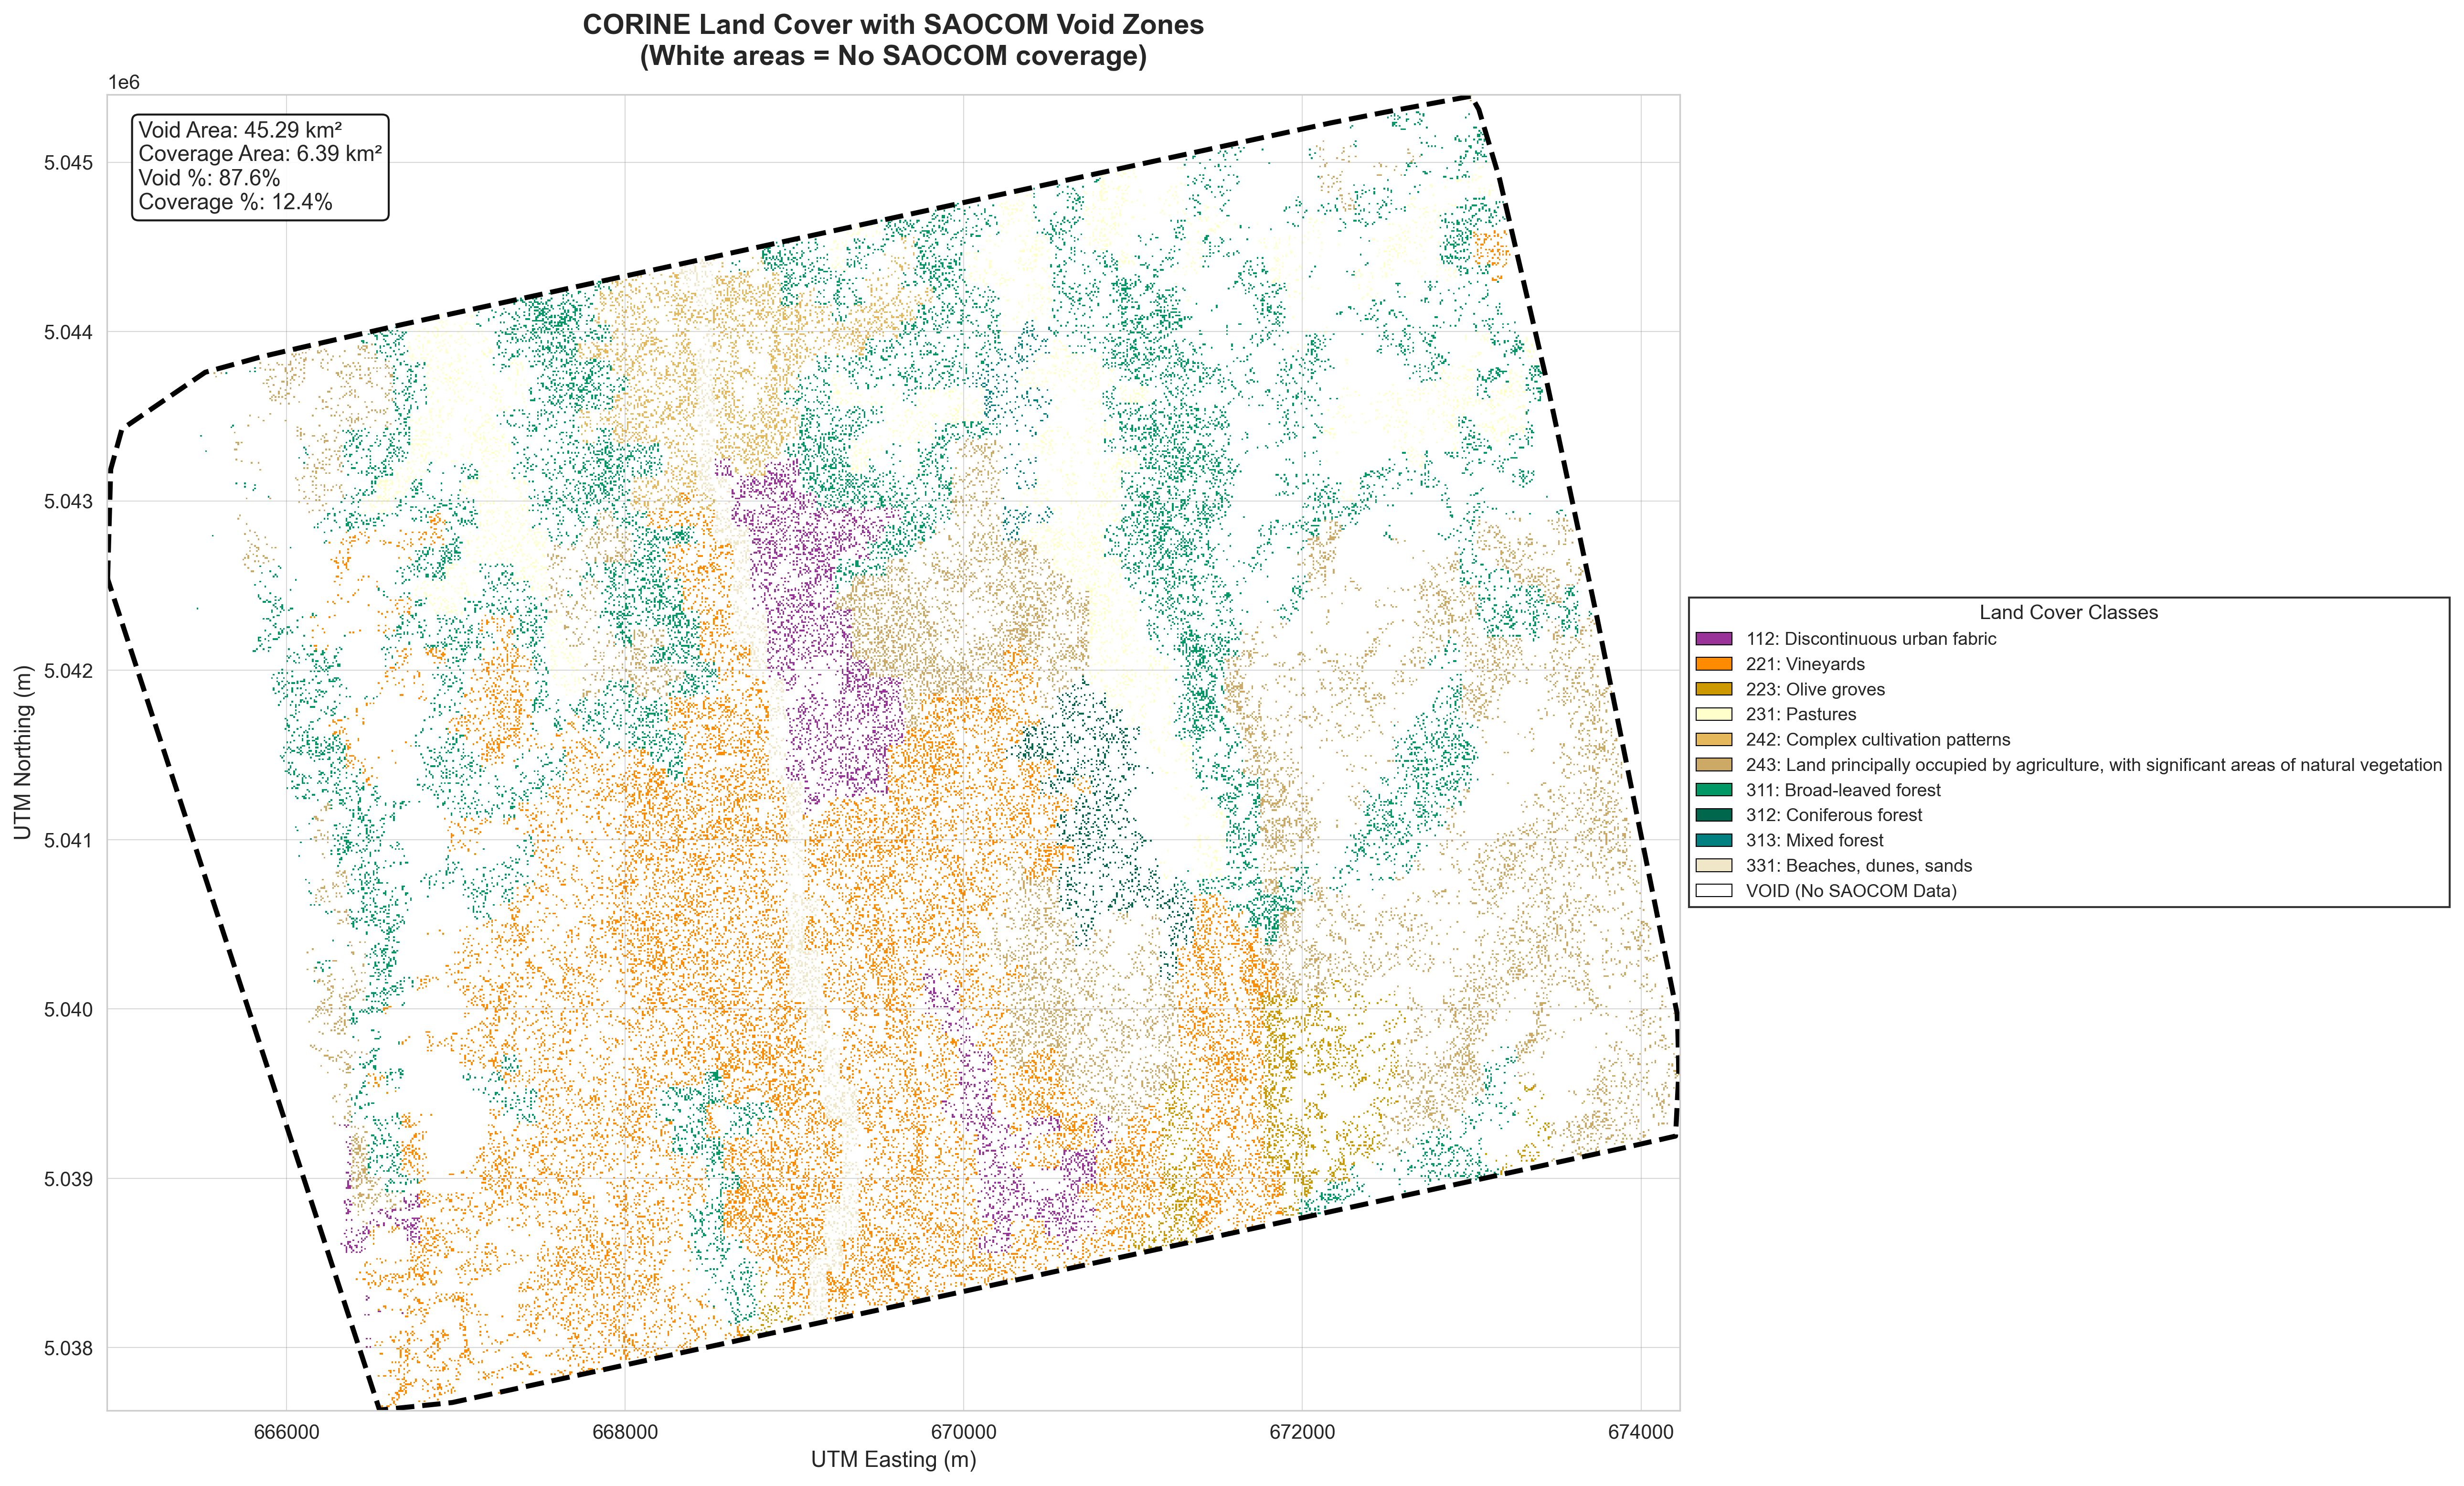 CORINE Land Cover with SAOCOM Void Zones
(White areas = No SAOCOM coverage)
1e6
Void Area: 45.29 km²
Coverage Area: 6.39 km²
Void %: 87.6%
Coverage %: 12.4%
5.045
5.044
5.043
5.042
5.041
5.040
5.039
5.038
UTM Northing (m)
666000
668000
670000
672000
674000
UTM Easting (m)
Land Cover Classes
112: Discontinuous urban fabric
221: Vineyards
223: Olive groves
231: Pastures
242: Complex cultivation patterns
243: Land principally occupied by agriculture, with significant areas of natural vegetation
311: Broad-leaved forest
312: Coniferous forest
313: Mixed forest
331: Beaches, dunes, sands
VOID (No SAOCOM Data)